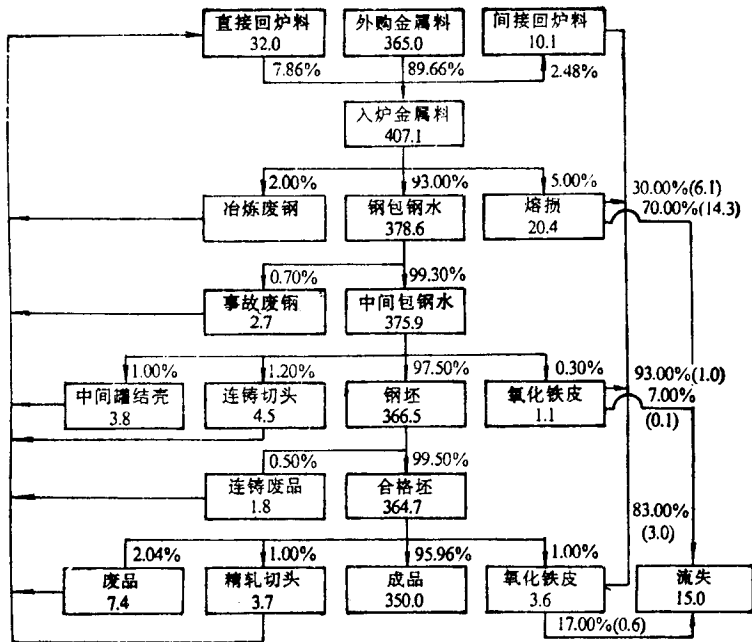 直接回炉料
32.0
外购金属料
365.0
间接回炉料
10.1
7.86%
89.66%
2.48%
入炉金属料
407.1
2.00%
93.00%
5.00%
30.00%(6.1)
70.00%(14.3)
冶炼废钢
钢包钢水
378.6
熔损
20.4
0.70%
99.30%
事故废钢
2.7
中间包钢水
375.9
1.00%
1.20%
97.50%
0.30%
93.00%(1.0)
7.00%
(0.1)
中间罐结壳
3.8
连铸切头
4.5
钢坯
366.5
氧化铁皮
1.1
0.50%
99.50%
连铸废品
1.8
合格坯
364.7
83.00%
(3.0)
2.04%
1.00%
95.96%
1.00%
废品
7.4
精轧切头
3.7
成品
350.0
氧化铁皮
3.6
流失
15.0
17.00%(0.6)